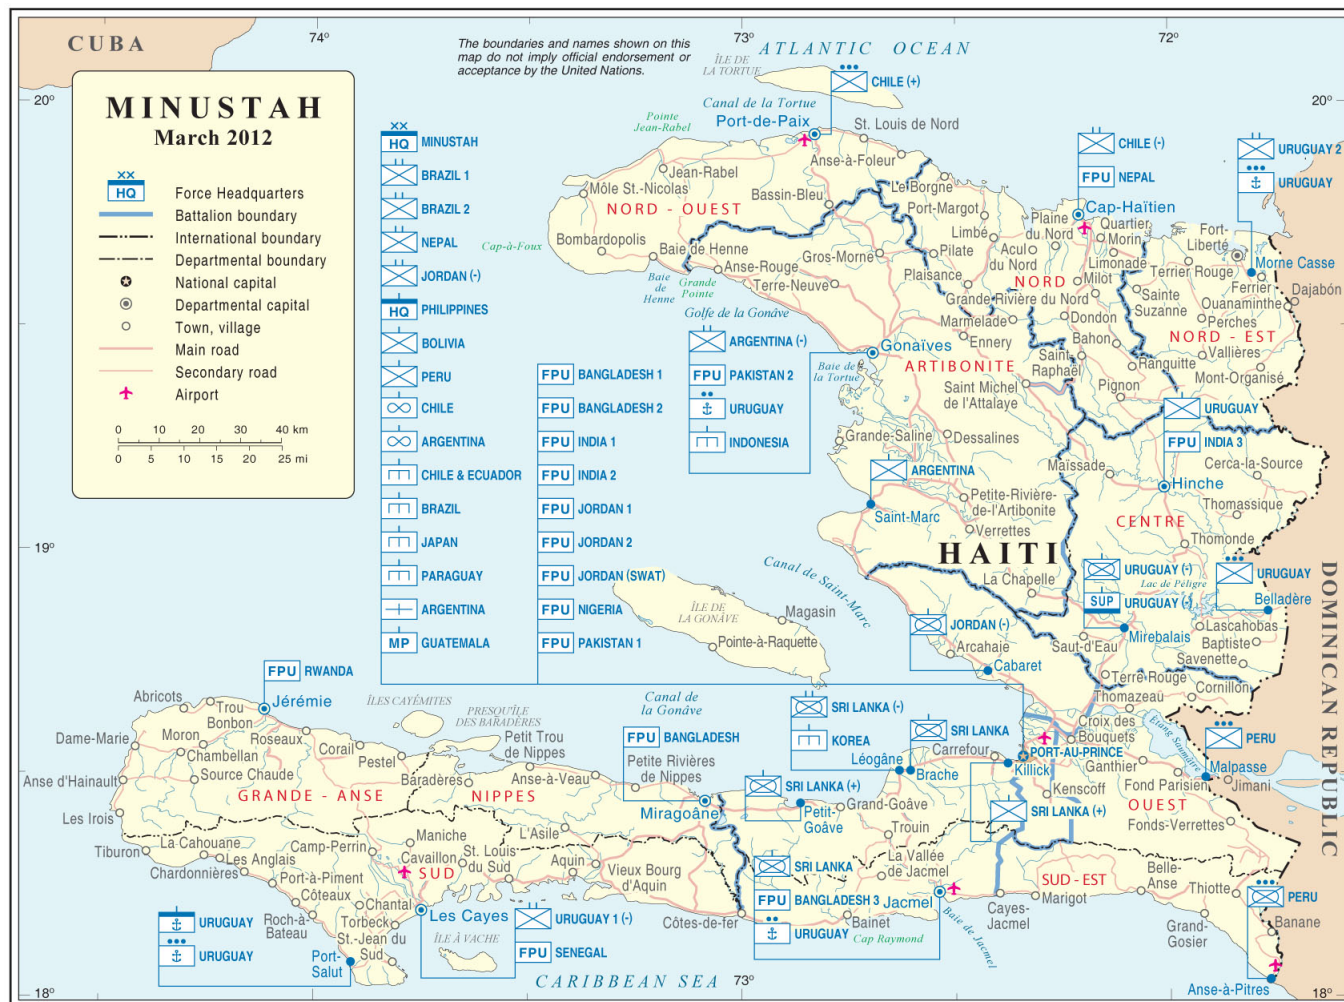 CUBA
74°
73°
72°
The boundaries and names shown on this
map do not imply official endorsement or
acceptance by the United Nations.
ATLANTIC OCEAN
ÎLE DE
LA TORTUE
CHILE (+)
20°
20°
MINUSTAH
March 2012
XX
HQ
Force Headquarters
Battalion boundary
International boundary
Departmental boundary
National capital
Departmental capital
Town, village
Main road
Secondary road
Airport
0 10 20 30 40 km
0 5 10 15 20 25 mi
XX
HQ MINUSTAH
BRAZIL 1
BRAZIL 2
NEPAL
JORDAN (-)
HQ PHILIPPINES
BOLIVIA
PERU
CHILE
ARGENTINA
CHILE & ECUADOR
BRAZIL
JAPAN
PARAGUAY
ARGENTINA
MP GUATEMALA
FPU BANGLADESH 1
FPU BANGLADESH 2
FPU INDIA 1
FPU INDIA 2
FPU JORDAN 1
FPU JORDAN 2
FPU JORDAN (SWAT)
FPU NIGERIA
FPU PAKISTAN 1
Canal de la Tortue
Port-de-Paix
Pointe
Jean-Rabel
St. Louis de Nord
Anse-à-Foleur
Jean-Rabel
Môle St.-Nicolas
Bassin-Bleu
Le Borgne
Port-Margot
NORD - OUEST
Bombardopolis
Cap-à-Foux
Baie de Henne
Baie
de
Henne
Anse-Rouge
Grande
Pointe
Terre-Neuve
Gros-Morne
CHILE (-)
FPU NEPAL
Cap-Haïtien
URUGUAY 2
URUGUAY
Plaine
du Nord
Quartier
Morin
Limbé
Acul
du Nord
Limonade
Pilate
Plaisance
NORD
Milot
Grande Rivière du Nord
Fort-
Liberté
Terrier Rouge
Morne Casse
Ferrier
Ouanaminthe
Dajabón
Sainte
Suzanne
Perches
NORD - EST
Vallières
Mont-Organisé
Marmelade
Dondon
Ennery
Bahon
Saint-
Raphaël
Ranquitte
Pignon
Saint Michel
de l'Attalaye
Golfe de la Gonâve
ARGENTINA (-)
FPU PAKISTAN 2
URUGUAY
INDONESIA
Gonaïves
Baie de
la Tortue
ARTIBONITE
Grande-Saline
Dessalines
ARGENTINA
Saint-Marc
Petite-Rivière-
de-l'Artibonite
Verrettes
URUGUAY
FPU INDIA 3
Cerca-la-Source
Maïssade
Hinche
Thomassique
CENTRE
Thomonde
19°
19°
HAITI
La Chapelle
URUGUAY (-)
SUP URUGUAY (-)
Lac de Péligre
URUGUAY
Belladère
Mirebalais
Lascahobas
Baptiste
Savenette
Saut-d'Eau
Canal de Saint-Marc
ÎLE DE
LA GONÂVE
Magasin
Pointe-à-Raquette
JORDAN (-)
Arcahaie
Cabaret
Terre Rouge
Thomazeau
Cornillon
DOMINICAN REPUBLIC
FPU RWANDA
Jérémie
Abricots
Trou
Bonbon
Moron
Roseaux
Dame-Marie
Chambellan
Corail
Pestel
ÎLES CAYÉMITES
PRESQU'ÎLE
DES BARADÈRES
Petit Trou
de Nippes
Anse d'Hainault
Source Chaude
Baradères
Anse-à-Veau
GRANDE - ANSE
NIPPES
Les Irois
Canal de
la Gonâve
FPU BANGLADESH
Petite Rivières
de Nippes
Miragoâne
SRI LANKA (-)
KOREA
SRI LANKA
Léogâne
Brache
Carrefour
PORT-AU-PRINCE
Killick
Croix des
Bouquets
Étang Saumâtre
PERU
Malpasse
Jimani
Ganthier
Fond Parisien
Kenscoff
OUEST
Fonds-Verrettes
SRI LANKA (+)
Petit-
Goâve
Grand-Goâve
SRI LANKA (+)
Trouin
Tiburon
La Cahouane
Les Anglais
Chardonnières
Camp-Perrin
Maniche
Cavaillon
SUD
St. Louis
du Sud
L'Asile
Aquin
Vieux Bourg
d'Aquin
Port-à-Piment
Côteaux
Roch-à-
Bateau
Chantal
Torbeck
St.-Jean du
Sud
Les Cayes
Port-
Salut
ÎLE À VACHE
Côtes-de-fer
URUGUAY
URUGUAY
URUGUAY 1 (-)
FPU SENEGAL
SRI LANKA
FPU BANGLADESH 3
URUGUAY
La Vallée
de Jacmel
Jacmel
Bainet
Cap Raymond
Baie de Jacmel
Cayes-
Jacmel
SUD-EST
Marigot
Belle-
Anse
Thiotte
Grand-
Gosier
PERU
Banane
Anse-à-Pitres
CARIBBEAN SEA
18°
73°
72°
18°